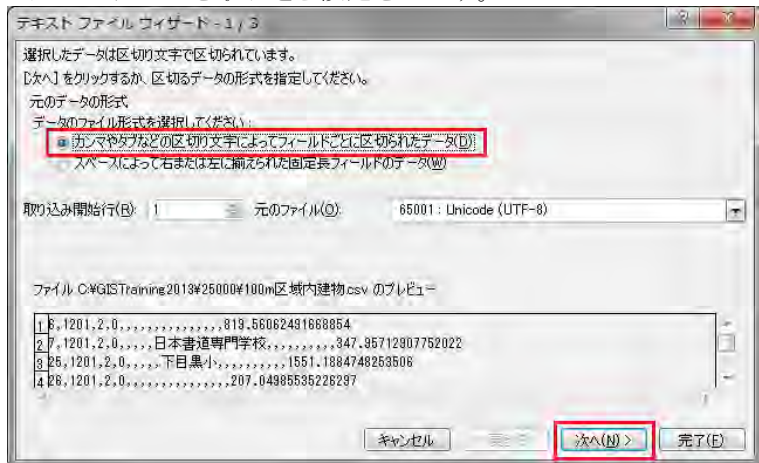 テキスト ファイル ウィザード - 1 / 3
選択したデータは区切り文字で区切られています。
[次へ] をクリックするか、区切るデータの形式を指定してください。
元のデータの形式
データのファイル形式を選択してください:
カンマやタブなどの区切り文字によってフィールドごとに区切られたデータ(D)
スペースによって右または左に揃えられた固定長フィールドのデータ(W)
取り込み開始行(R): 1 元のファイル(O): 65001 : Unicode (UTF-8)
ファイル C:¥GISTraining2013¥25000¥100m区域内建物.csv のプレビュー
1 6,1201,2,0,,,,,,,,,,,,,,,819.56062491668854
2 7,1201,2,0,,,,,日本書道専門学校,,,,,,,,,,347.95712907752022
3 25,1201,2,0,,,,,下目黒小,,,,,,,,,,1551.1884748253506
4 26,1201,2,0,,,,,,,,,,,,,,,207.04985535226297
キャンセル 次へ(N) > 完了(F)